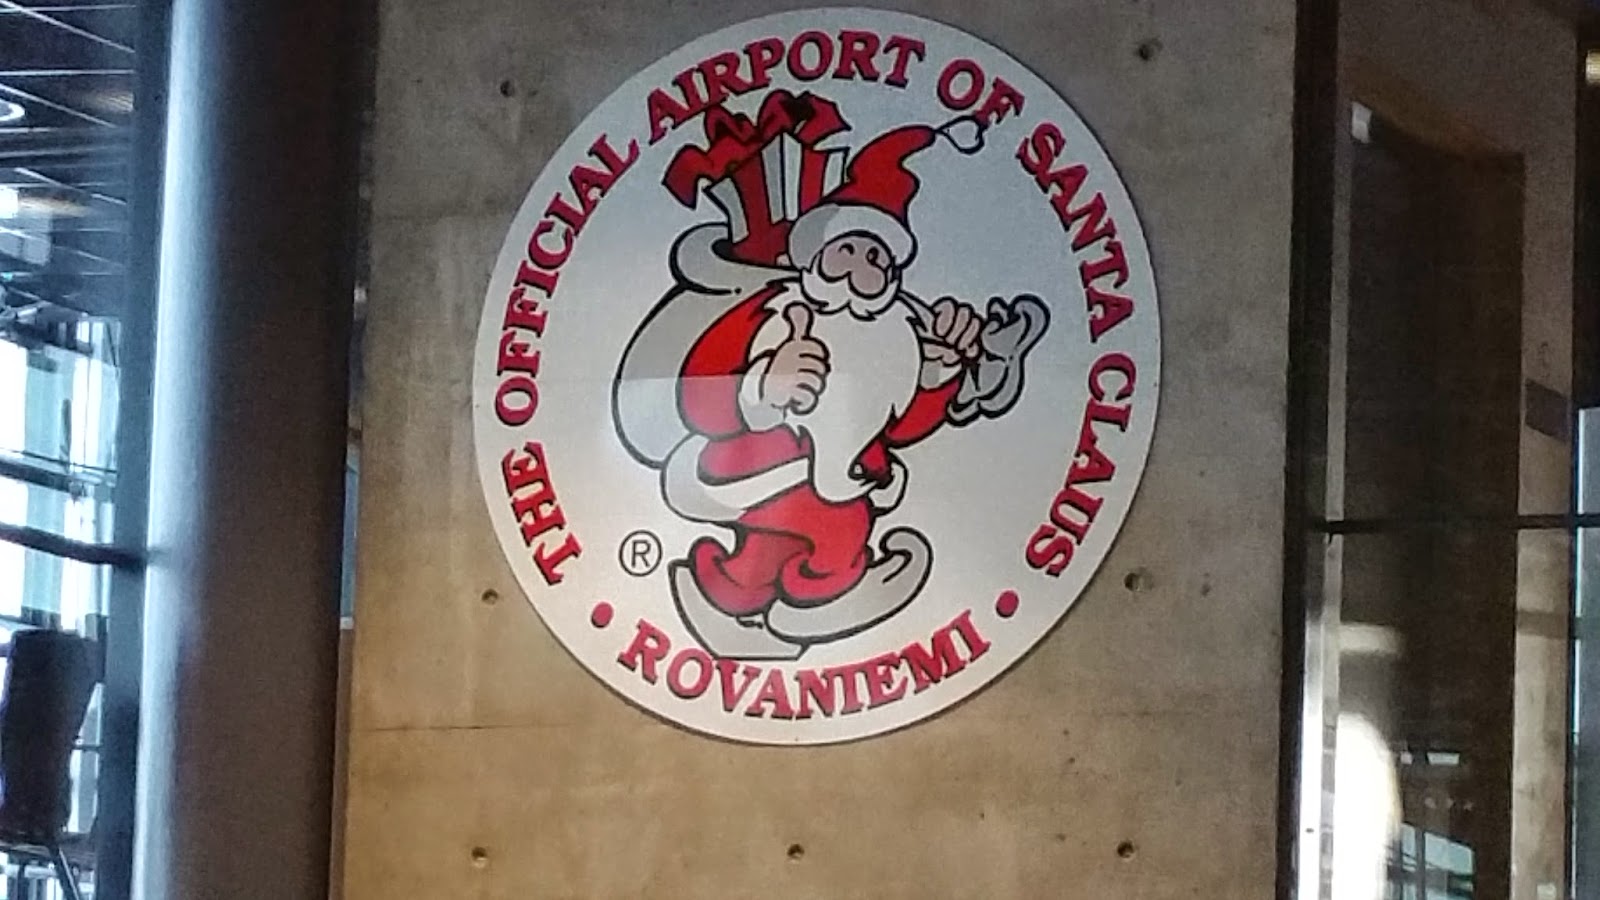 THE OFFICIAL AIRPORT OF SANTA CLAUS
®
• ROVANIEMI •